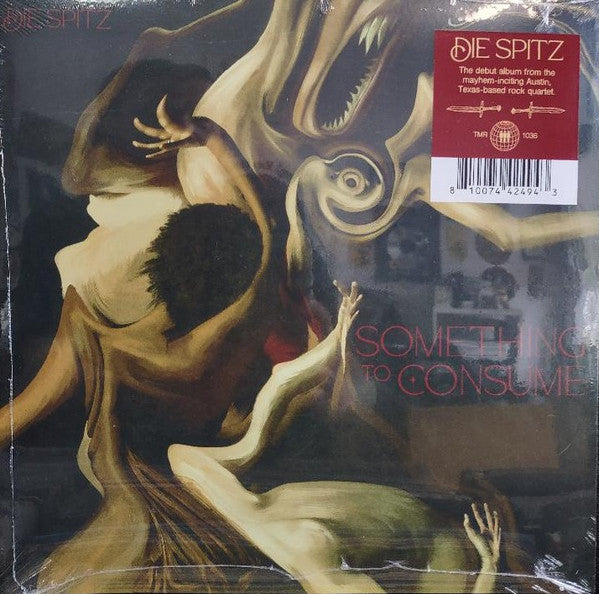 DIE SPITZ
DIE SPITZ
The debut album from the
mayhem-inciting Austin,
Texas-based rock quartet.
TMR 1036
8 10074 42494 3
SOMETHING
TO CONSUME